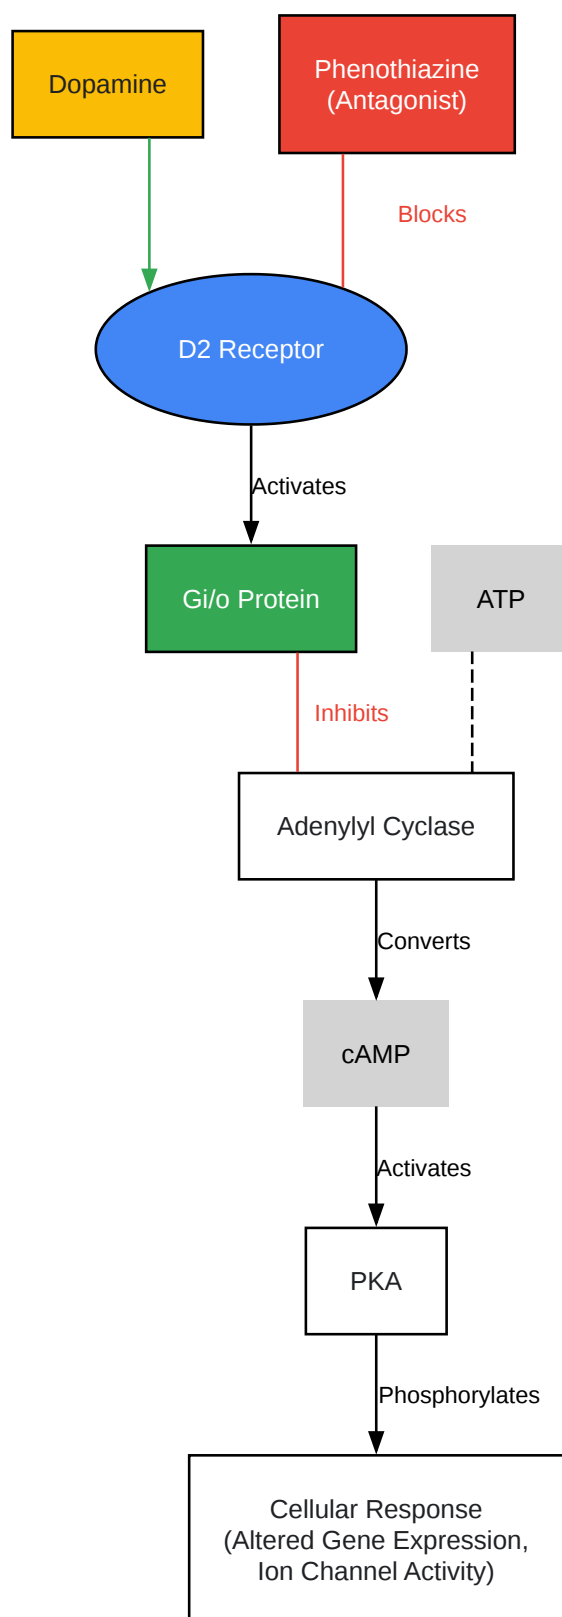 Dopamine
Phenothiazine
(Antagonist)
Blocks
D2 Receptor
Activates
Gi/o Protein
ATP
Inhibits
Adenylyl Cyclase
Converts
cAMP
Activates
PKA
Phosphorylates
Cellular Response
(Altered Gene Expression,
Ion Channel Activity)